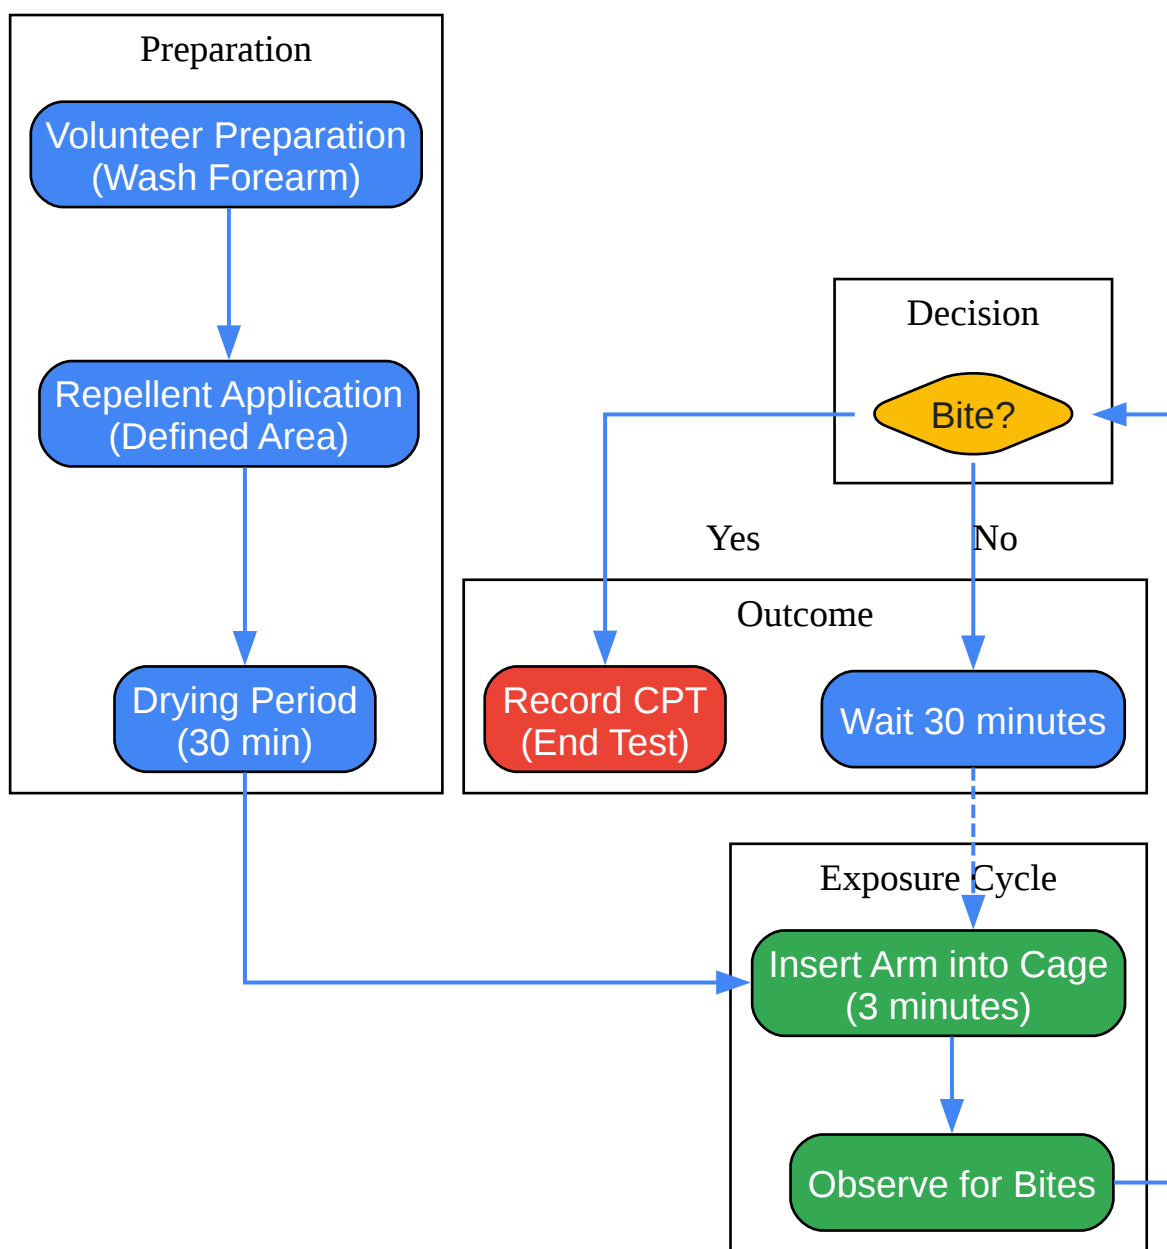 Preparation
Volunteer Preparation
(Wash Forearm)
Repellent Application
(Defined Area)
Drying Period
(30 min)
Decision
Bite?
Yes
No
Outcome
Record CPT
(End Test)
Wait 30 minutes
Exposure Cycle
Insert Arm into Cage
(3 minutes)
Observe for Bites